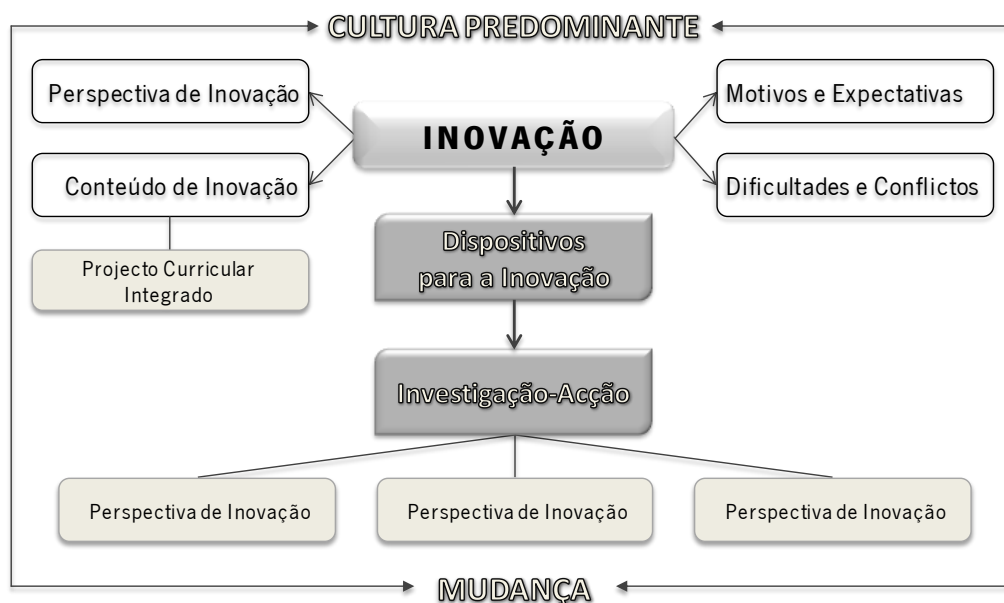 CULTURA PREDOMINANTE
Perspectiva de Inovação
Motivos e Expectativas
INOVAÇÃO
Conteúdo de Inovação
Dificultades e Conflictos
Dispositivos
para a Inovação
Projecto Curricular
Integrado
Investigação-Acção
Perspectiva de Inovação
Perspectiva de Inovação
Perspectiva de Inovação
MUDANÇA